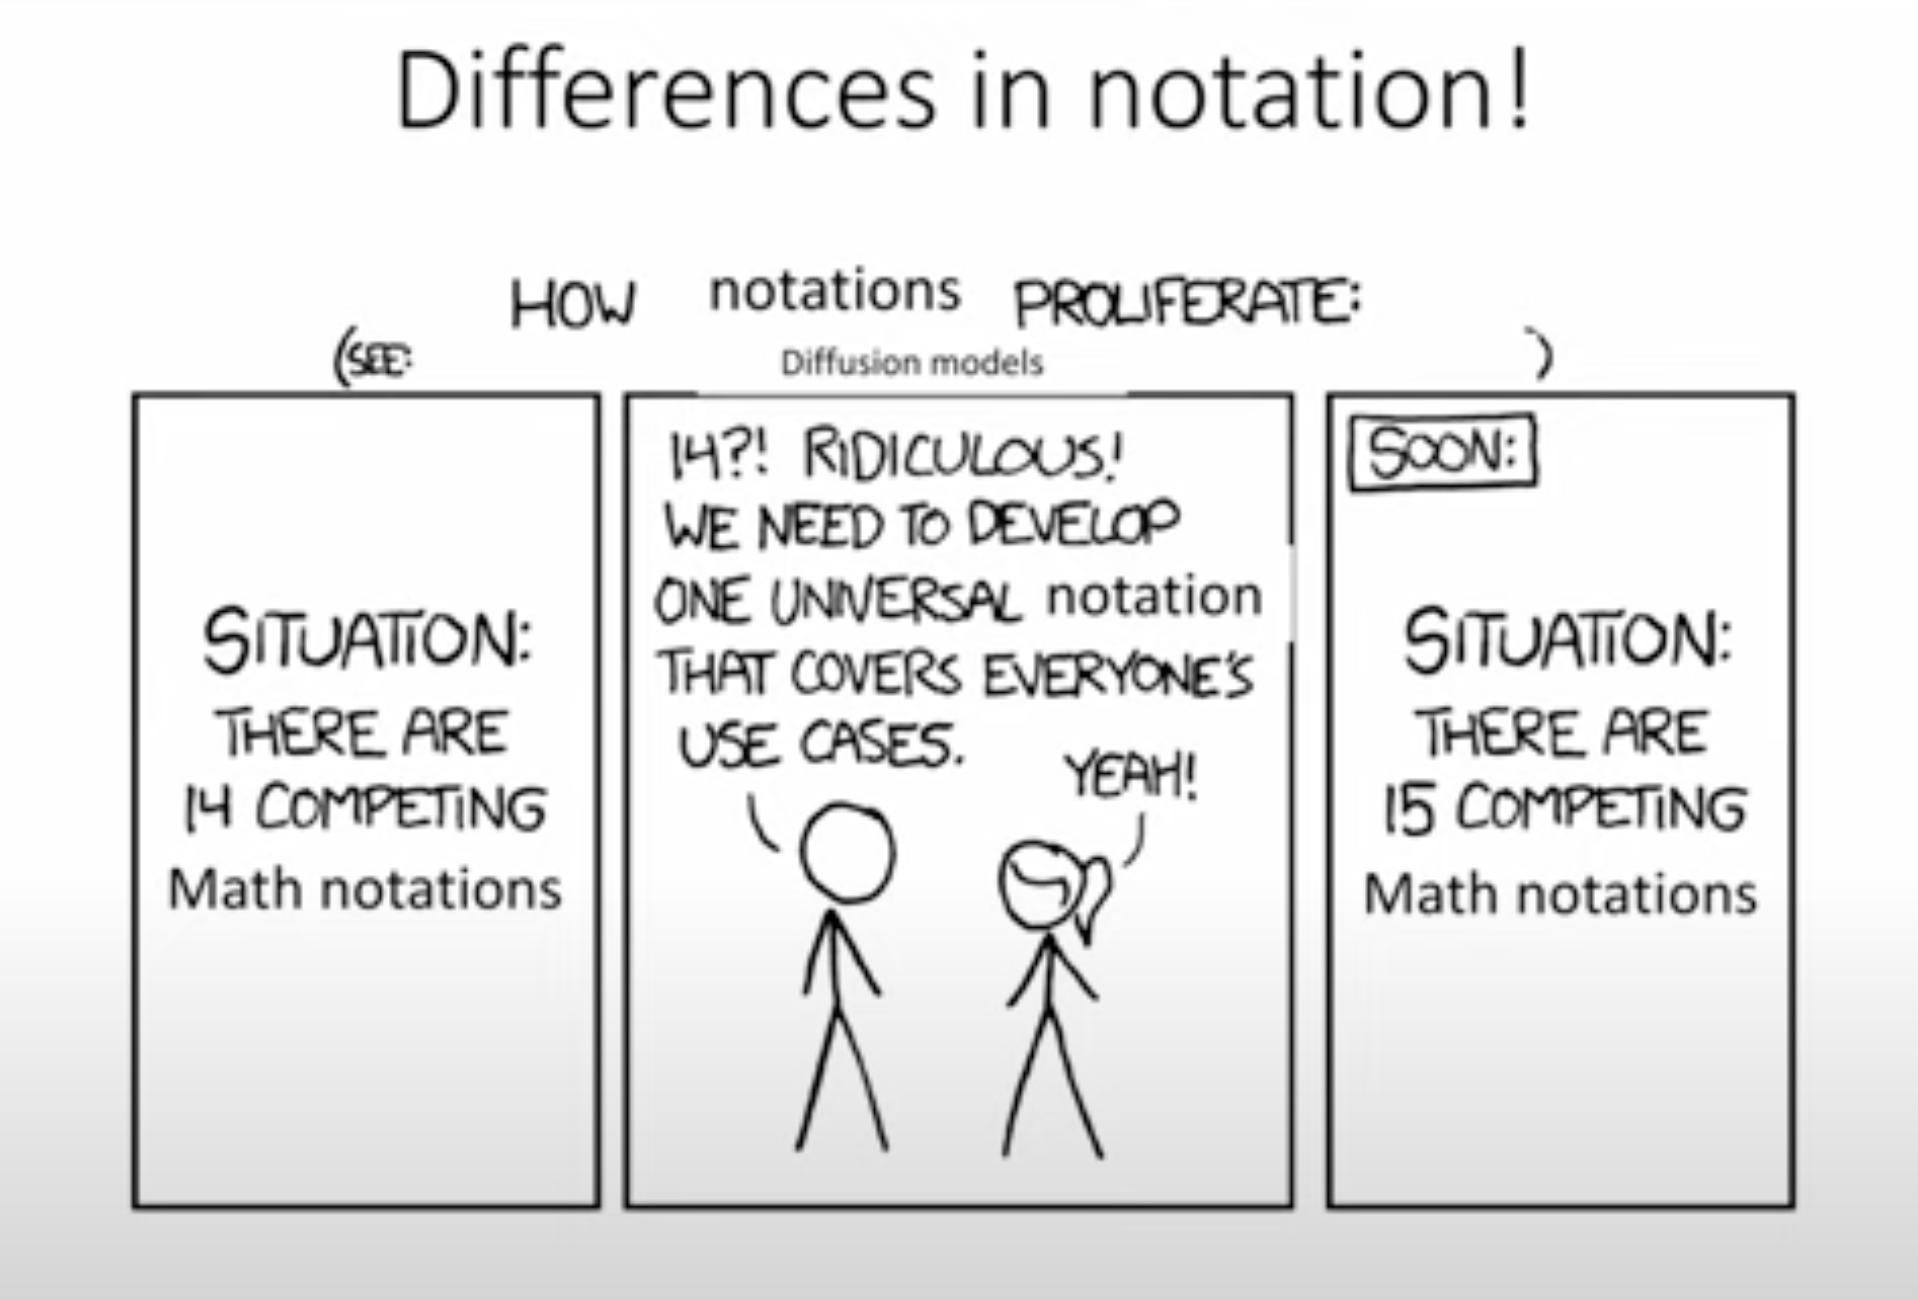 Differences in notation!
HOW notations PROLIFERATE:
(SEE: Diffusion models )
SITUATION:
THERE ARE
14 COMPETING
Math notations
14?! RIDICULOUS!
WE NEED TO DEVELOP
ONE UNIVERSAL notation
THAT COVERS EVERYONE'S
USE CASES.
YEAH!
SOON:
SITUATION:
THERE ARE
15 COMPETING
Math notations